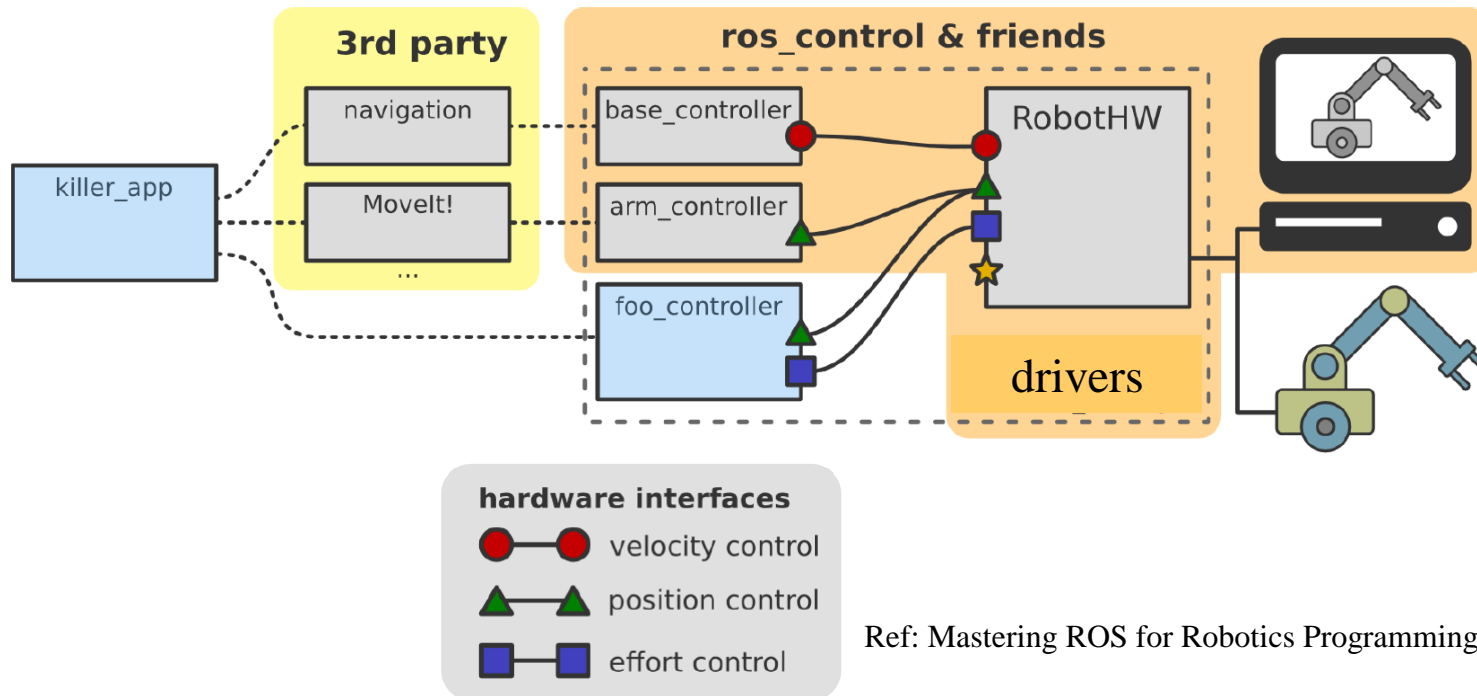 3rd party
ros_control & friends
navigation
base_controller
RobotHW
killer_app
MoveIt!
arm_controller
...
foo_controller
drivers
hardware interfaces
velocity control
position control
effort control
Ref: Mastering ROS for Robotics Programming